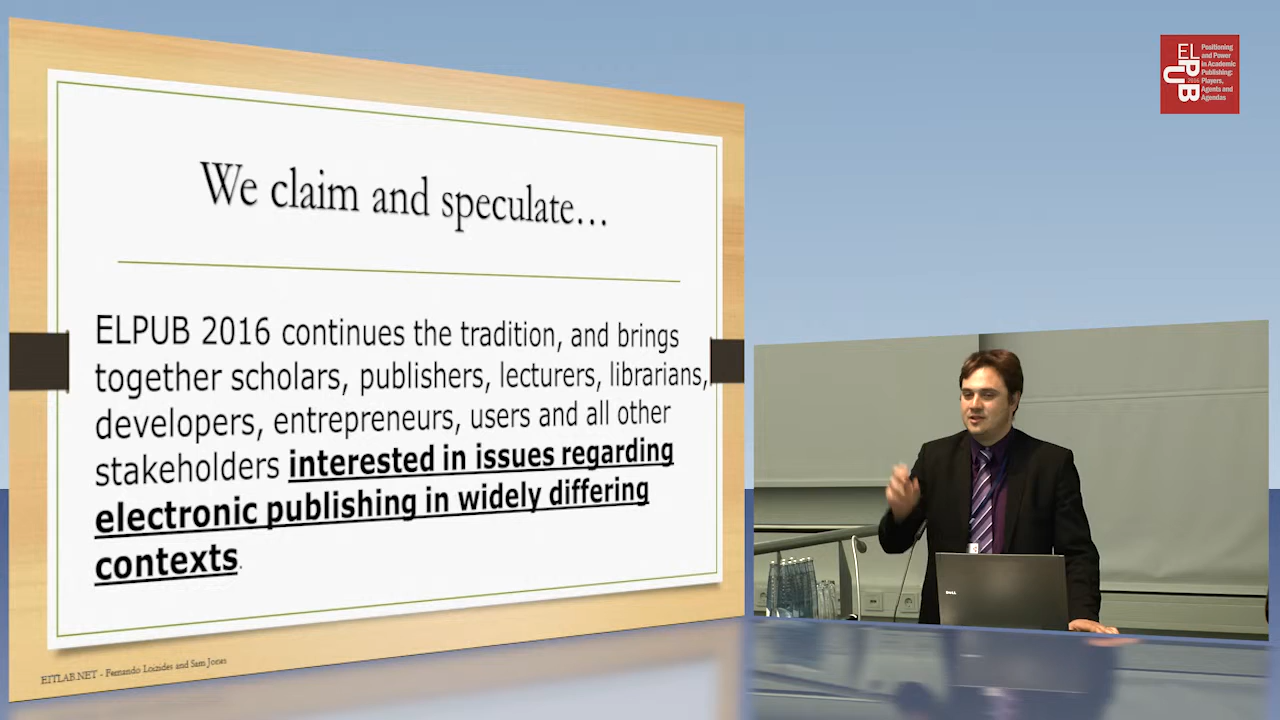 We claim and speculate...
ELPUB 2016 continues the tradition, and brings
together scholars, publishers, lecturers, librarians,
developers, entrepreneurs, users and all other
stakeholders interested in issues regarding
electronic publishing in widely differing
contexts.
EITLAB.NET - Fernando Loizides and Sam Jones
EL
PUB
2016
Positioning
and Power
in Academic
Publishing:
Players,
Agents and
Agendas
DELL